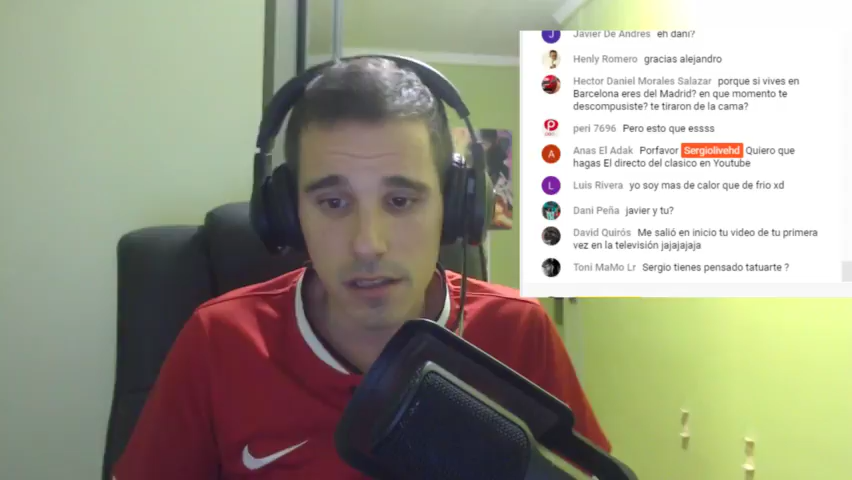 Javier De Andres eh dani?
Henly Romero gracias alejandro
Hector Daniel Morales Salazar porque si vives en
Barcelona eres del Madrid? en que momento te
descompusiste? te tiraron de la cama?
peri 7696 Pero esto que essss
Anas El Adak Porfavor Sergiolivehd Quiero que
hagas El directo del clasico en Youtube
Luis Rivera yo soy mas de calor que de frio xd
Dani Peña javier y tu?
David Quirós Me salió en inicio tu video de tu primera
vez en la televisión jajajajaja
Toni MaMo Lr Sergio tienes pensado tatuarte ?